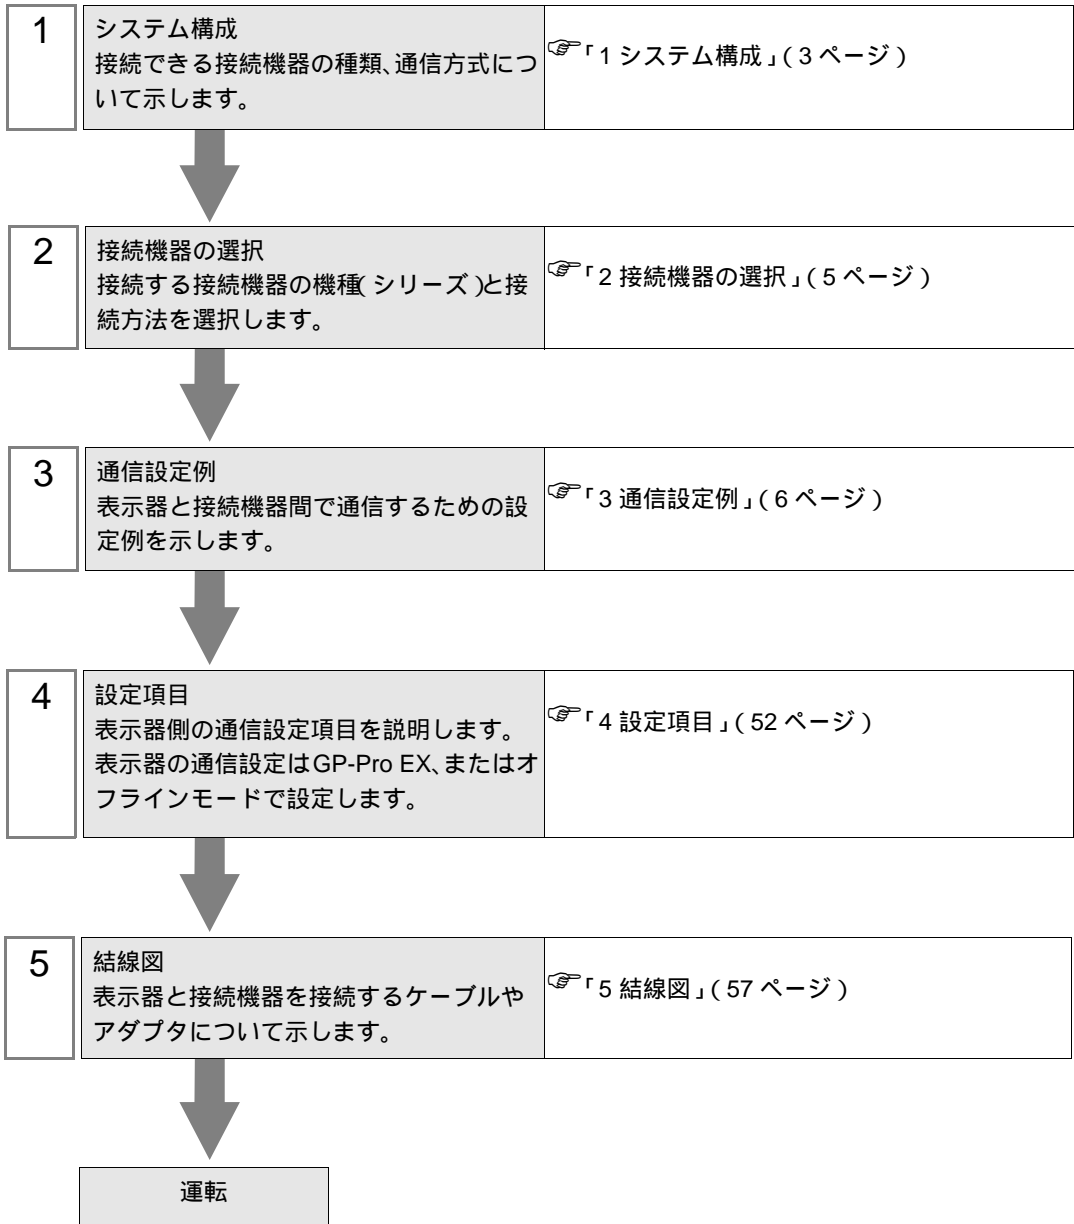 1
システム構成
接続できる接続機器の種類、通信方式につ
いて示します。
☞「1 システム構成」( 3 ページ )
2
接続機器の選択
接続する接続機器の機種( シリーズ )と接
続方法を選択します。
☞「2 接続機器の選択」( 5 ページ )
3
通信設定例
表示器と接続機器間で通信するための設
定例を示します。
☞「3 通信設定例」( 6 ページ )
4
設定項目
表示器側の通信設定項目を説明します。
表示器の通信設定はGP-Pro EX、またはオ
フラインモードで設定します。
☞「4 設定項目」( 52 ページ )
5
結線図
表示器と接続機器を接続するケーブルや
アダプタについて示します。
☞「5 結線図」( 57 ページ )
運転